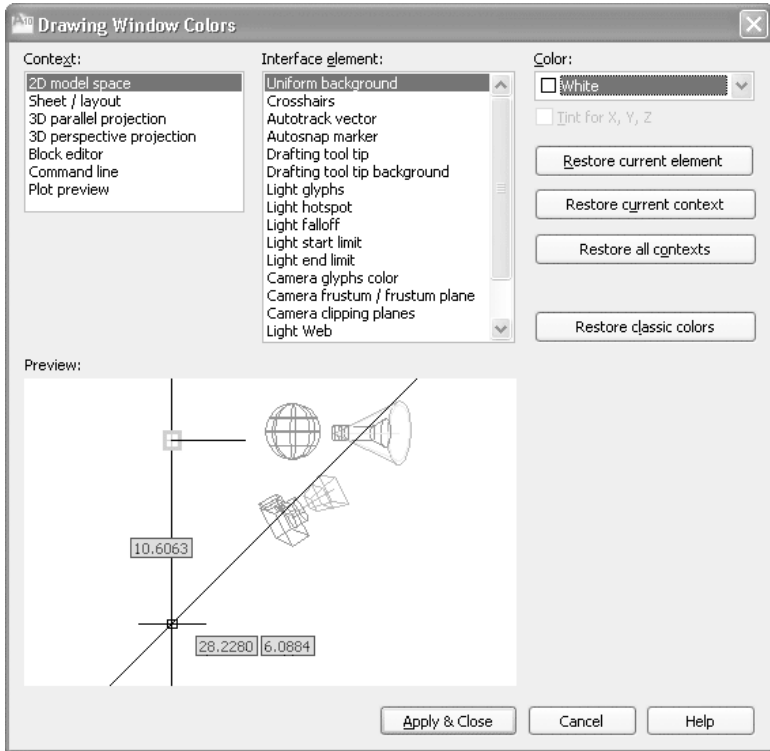 Drawing Window Colors
Context:
2D model space
Sheet / layout
3D parallel projection
3D perspective projection
Block editor
Command line
Plot preview
Interface element:
Uniform background
Crosshairs
Autotrack vector
Autosnap marker
Drafting tool tip
Drafting tool tip background
Light glyphs
Light hotspot
Light falloff
Light start limit
Light end limit
Camera glyphs color
Camera frustum / frustum plane
Camera clipping planes
Light Web
Color:
White
Tint for X, Y, Z
Restore current element
Restore current context
Restore all contexts
Restore classic colors
Preview:
10.6063
28.2280 6.0884
Apply & Close
Cancel
Help